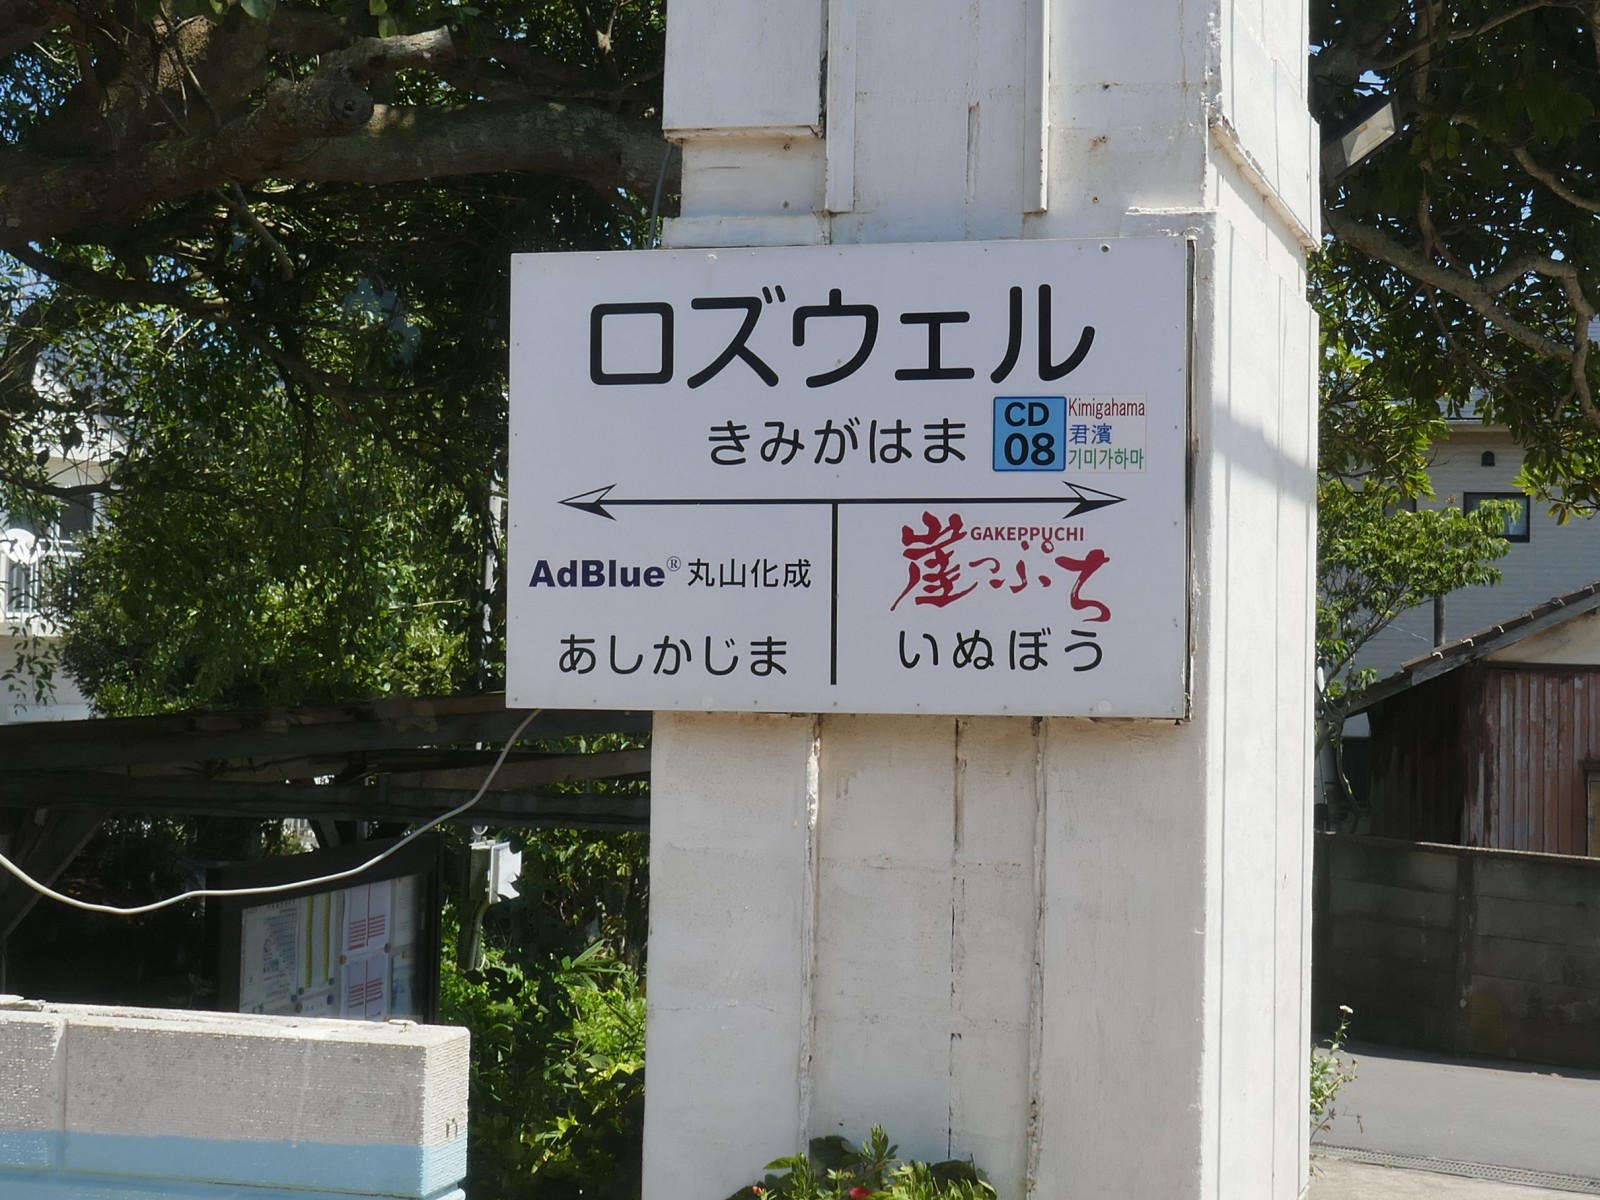 ロズウェル
きみがはま
CD
08
Kimigahama
君濱
기미가하마
AdBlue® 丸山化成
あしかじま
GAKEPPUCHI
崖っぷち
いぬぼう